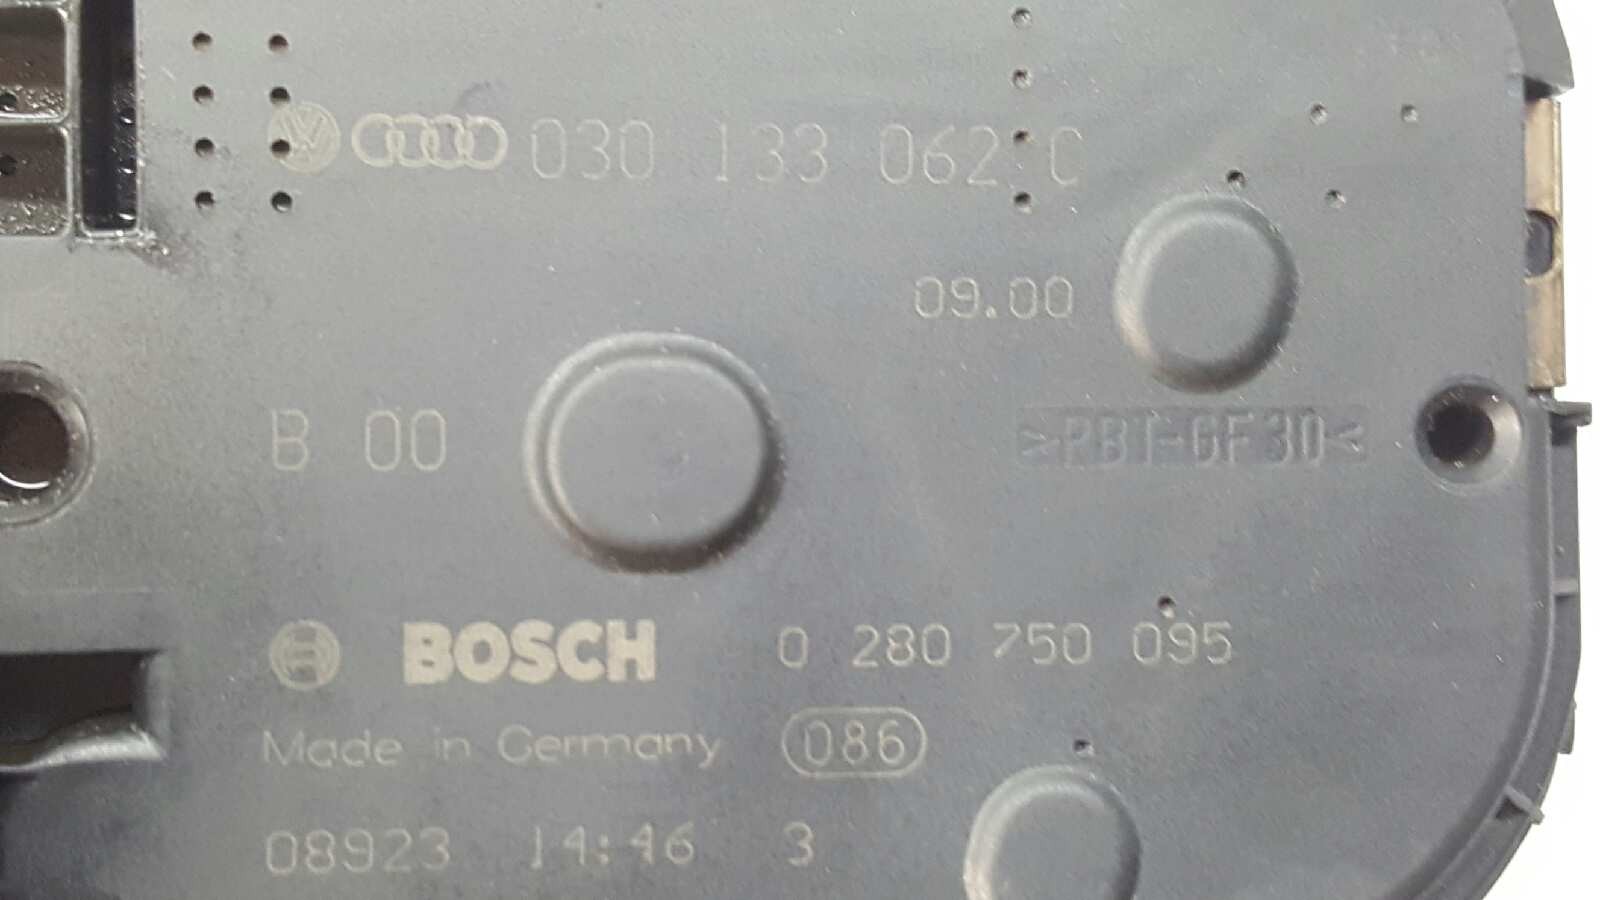 030 133 062 C
09.00
B 00
>PBT-GF30<
BOSCH 0 280 750 095
Made in Germany 086
08923 14:46 3